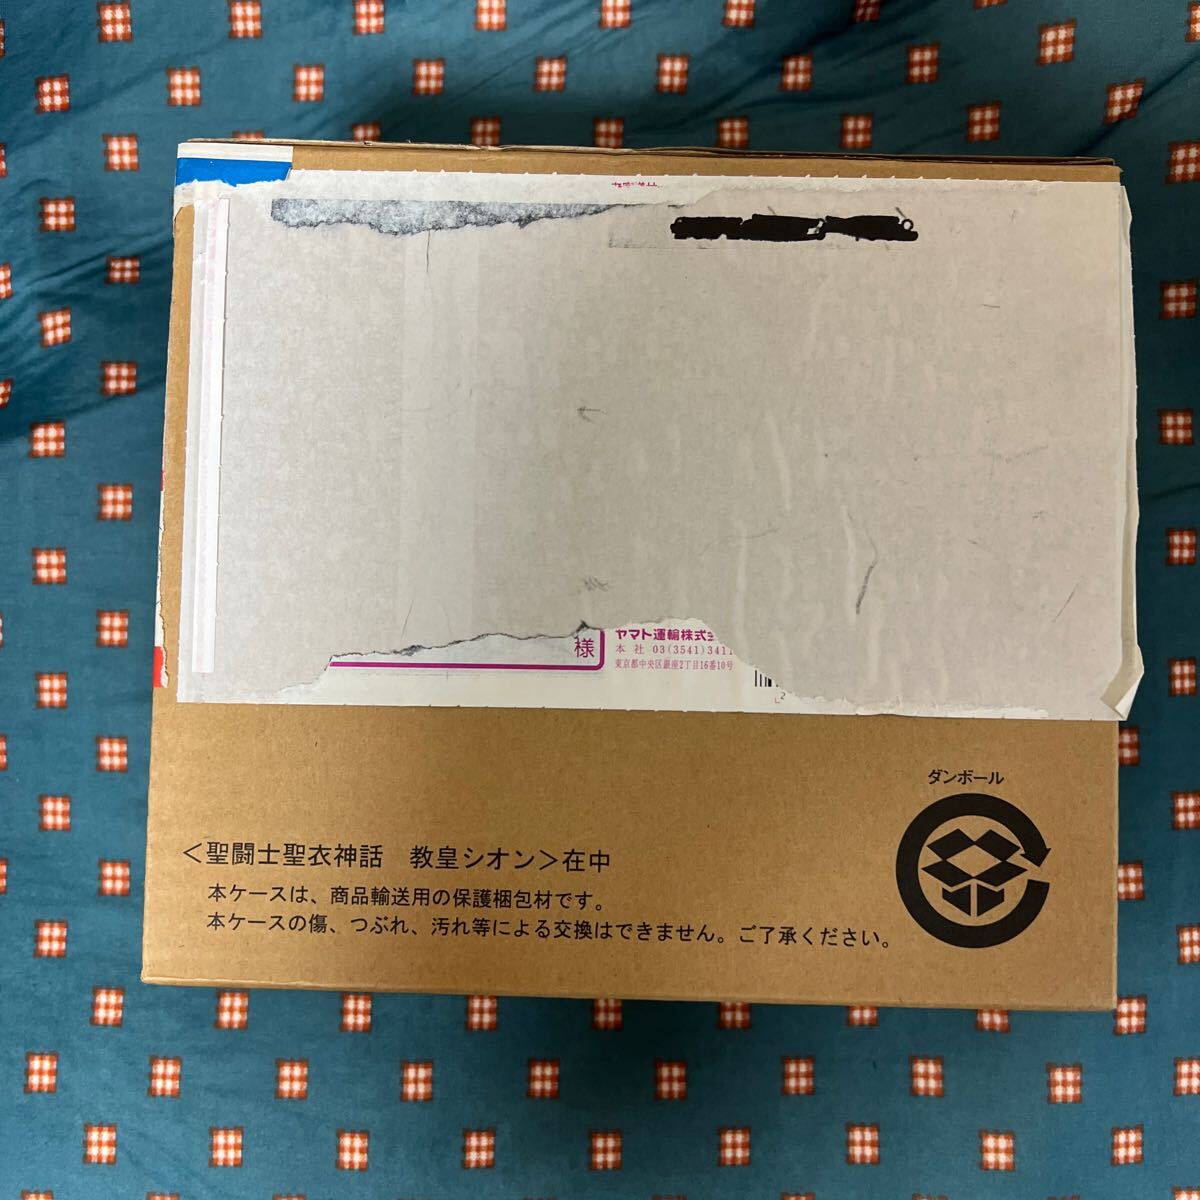 様
ヤマト運輸株式
本 社 03(3541)3411
東京都中央区銀座2丁目16番10号
ダンボール
＜聖闘士聖衣神話　教皇シオン＞在中
本ケースは、商品輸送用の保護梱包材です。
本ケースの傷、つぶれ、汚れ等による交換はできません。ご了承ください。